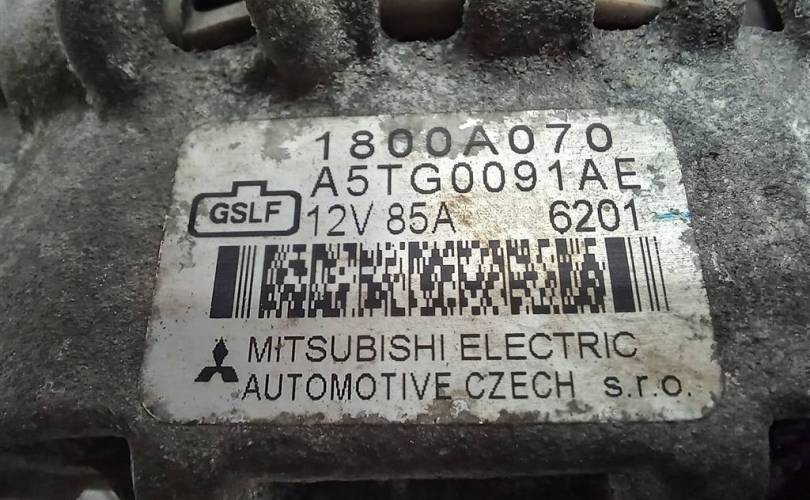 1800A070
A5TG0091AE
GSLF 12V 85A 6201
MITSUBISHI ELECTRIC
AUTOMOTIVE CZECH s.r.o.